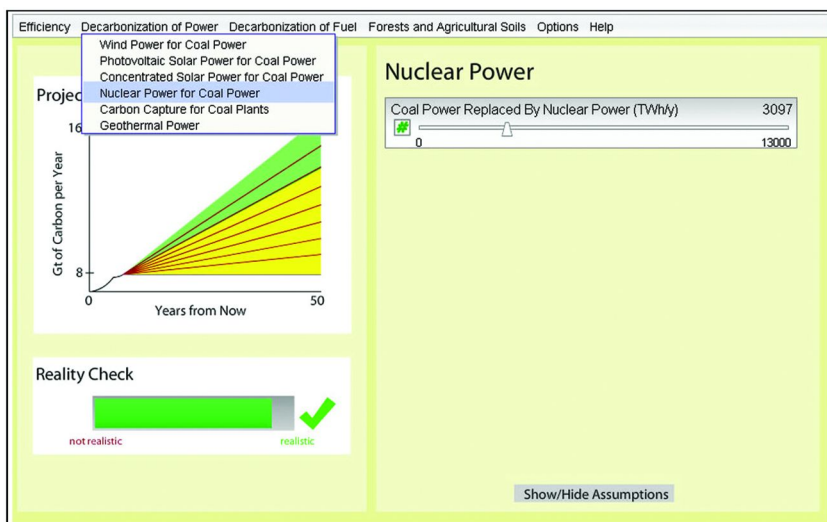 Efficiency Decarbonization of Power Decarbonization of Fuel Forests and Agricultural Soils Options Help
Wind Power for Coal Power
Photovoltaic Solar Power for Coal Power
Concentrated Solar Power for Coal Power
Nuclear Power for Coal Power
Carbon Capture for Coal Plants
Geothermal Power
Projec
16
Gt of Carbon per Year
8
0
50
Years from Now
Reality Check
not realistic
realistic
Nuclear Power
Coal Power Replaced By Nuclear Power (TWh/y) 3097
#
0
13000
Show/Hide Assumptions